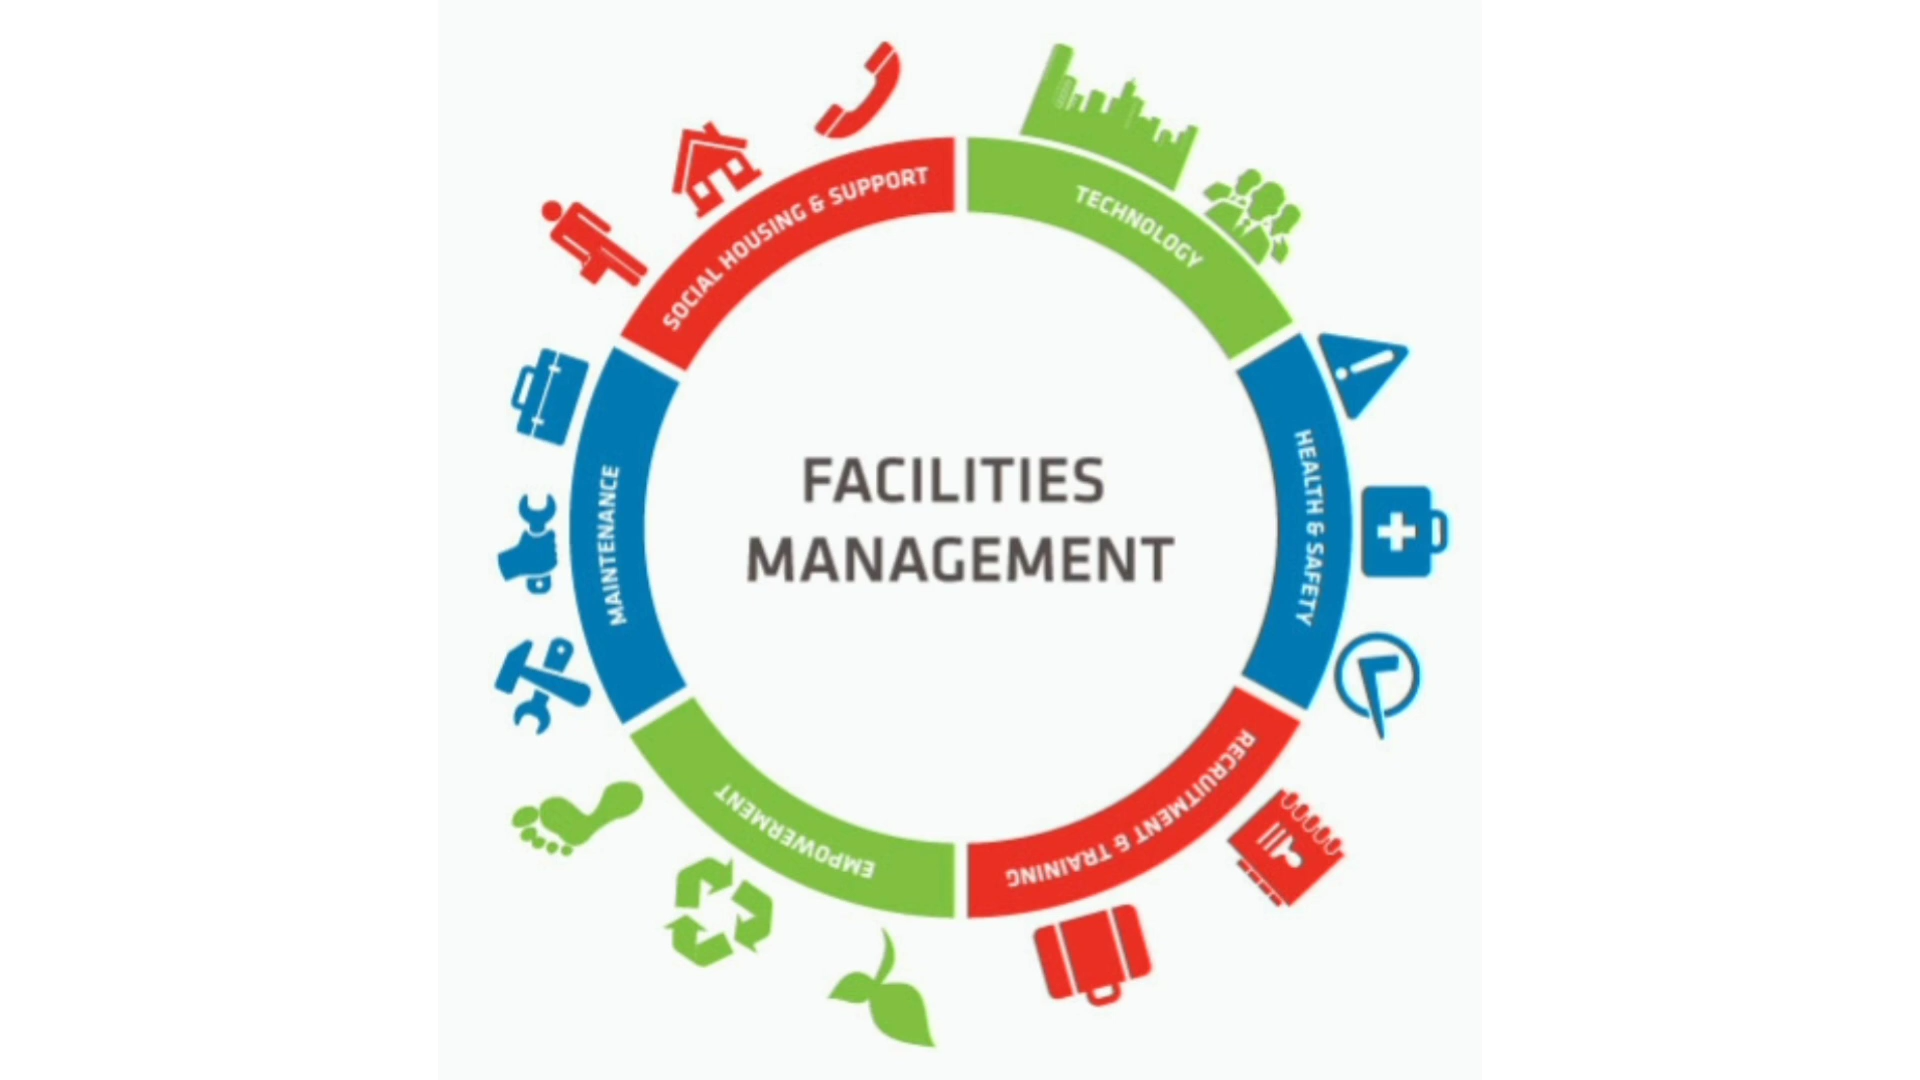 FACILITIES
MANAGEMENT
SOCIAL HOUSING & SUPPORT
TECHNOLOGY
HEALTH & SAFETY
RECRUITMENT & TRAINING
EMPOWERMENT
MAINTENANCE